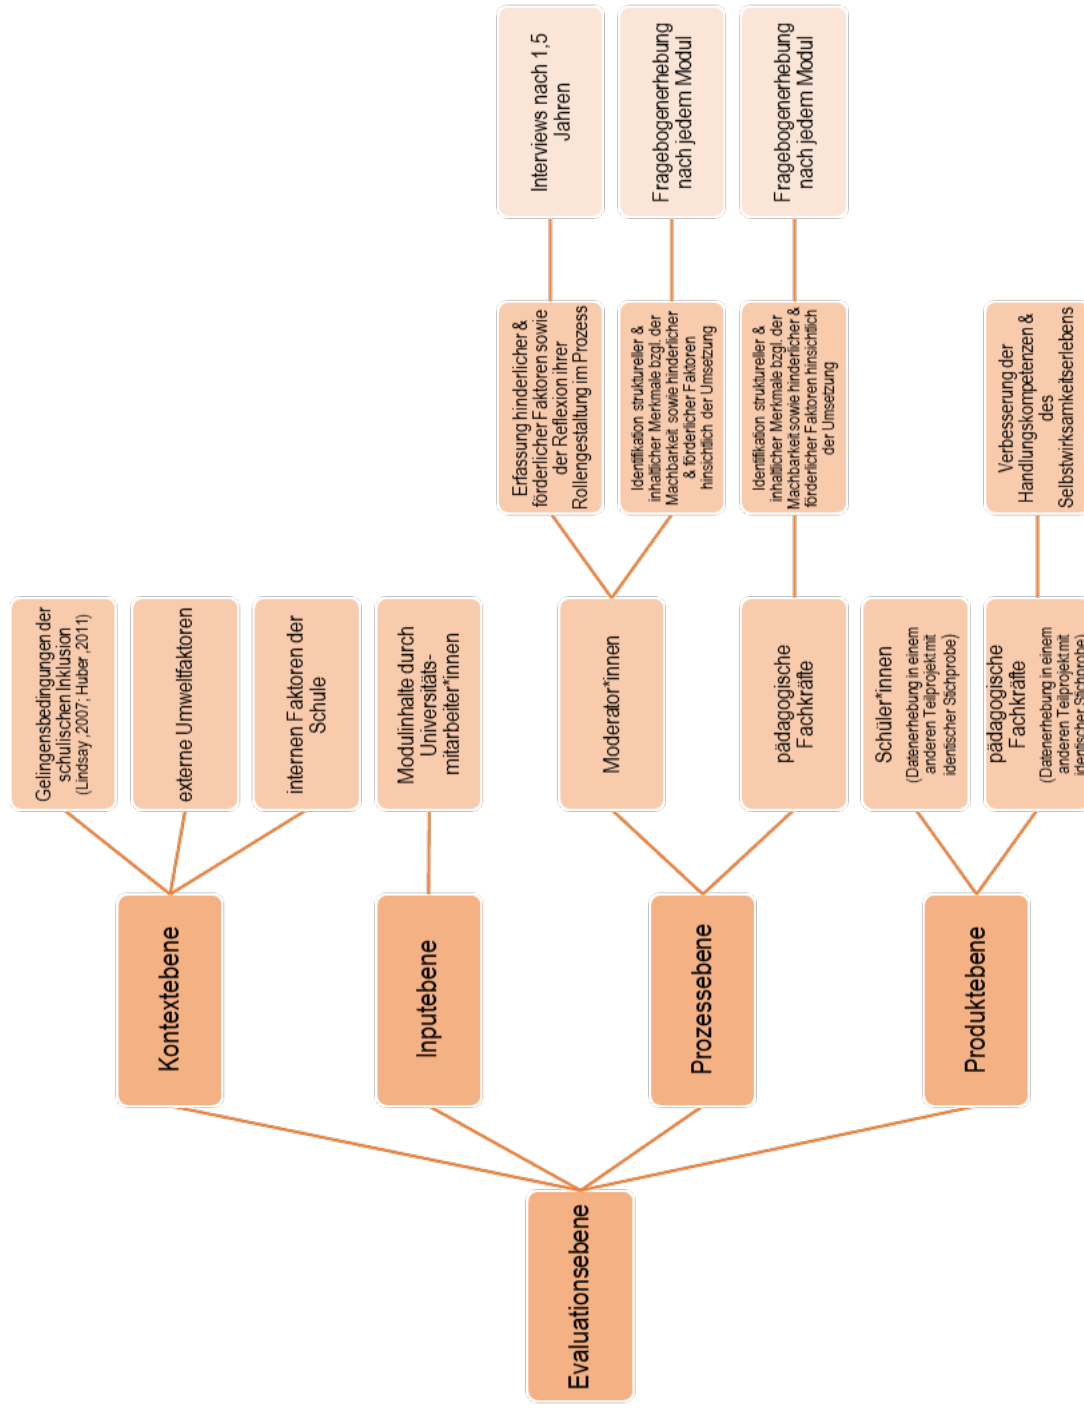 Evaluationsebene
Kontextebene
Gelingensbedingungen der
schulischen Inklusion
(Lindsay ,2007; Huber ,2011)
externe Umweltfaktoren
internen Faktoren der
Schule
Inputebene
Modulinhalte durch
Universitäts-
mitarbeiter*innen
Prozessebene
Moderator*innen
Erfassung hinderlicher &
förderlicher Faktoren sowie
der Reflexion ihrer
Rollengestaltung im Prozess
Interviews nach 1,5
Jahren
Identifikation struktureller &
inhaltlicher Merkmale bzgl. der
Machbarkeit sowie hinderlicher
& förderlicher Faktoren
hinsichtlich der Umsetzung
Fragebogenerhebung
nach jedem Modul
pädagogische
Fachkräfte
Identifikation struktureller &
inhaltlicher Merkmale bzgl. der
Machbarkeit sowie hinderlicher &
förderlicher Faktoren hinsichtlich
der Umsetzung
Fragebogenerhebung
nach jedem Modul
Produktebene
Schüler*innen
(Datenerhebung in einem
anderen Teilprojekt mit
identischer Stichprobe)
pädagogische
Fachkräfte
(Datenerhebung in einem
anderen Teilprojekt mit
identischer Stichprobe)
Verbesserung der
Handlungskompetenzen &
des
Selbstwirksamkeitserlebens